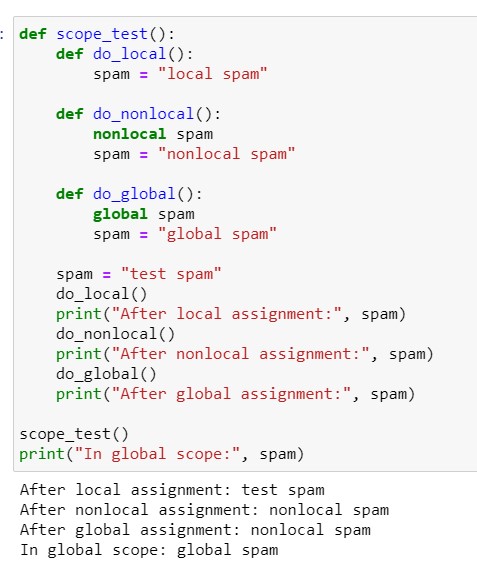 : def scope_test():
    def do_local():
        spam = "local spam"

    def do_nonlocal():
        nonlocal spam
        spam = "nonlocal spam"

    def do_global():
        global spam
        spam = "global spam"

    spam = "test spam"
    do_local()
    print("After local assignment:", spam)
    do_nonlocal()
    print("After nonlocal assignment:", spam)
    do_global()
    print("After global assignment:", spam)

scope_test()
print("In global scope:", spam)
After local assignment: test spam
After nonlocal assignment: nonlocal spam
After global assignment: nonlocal spam
In global scope: global spam